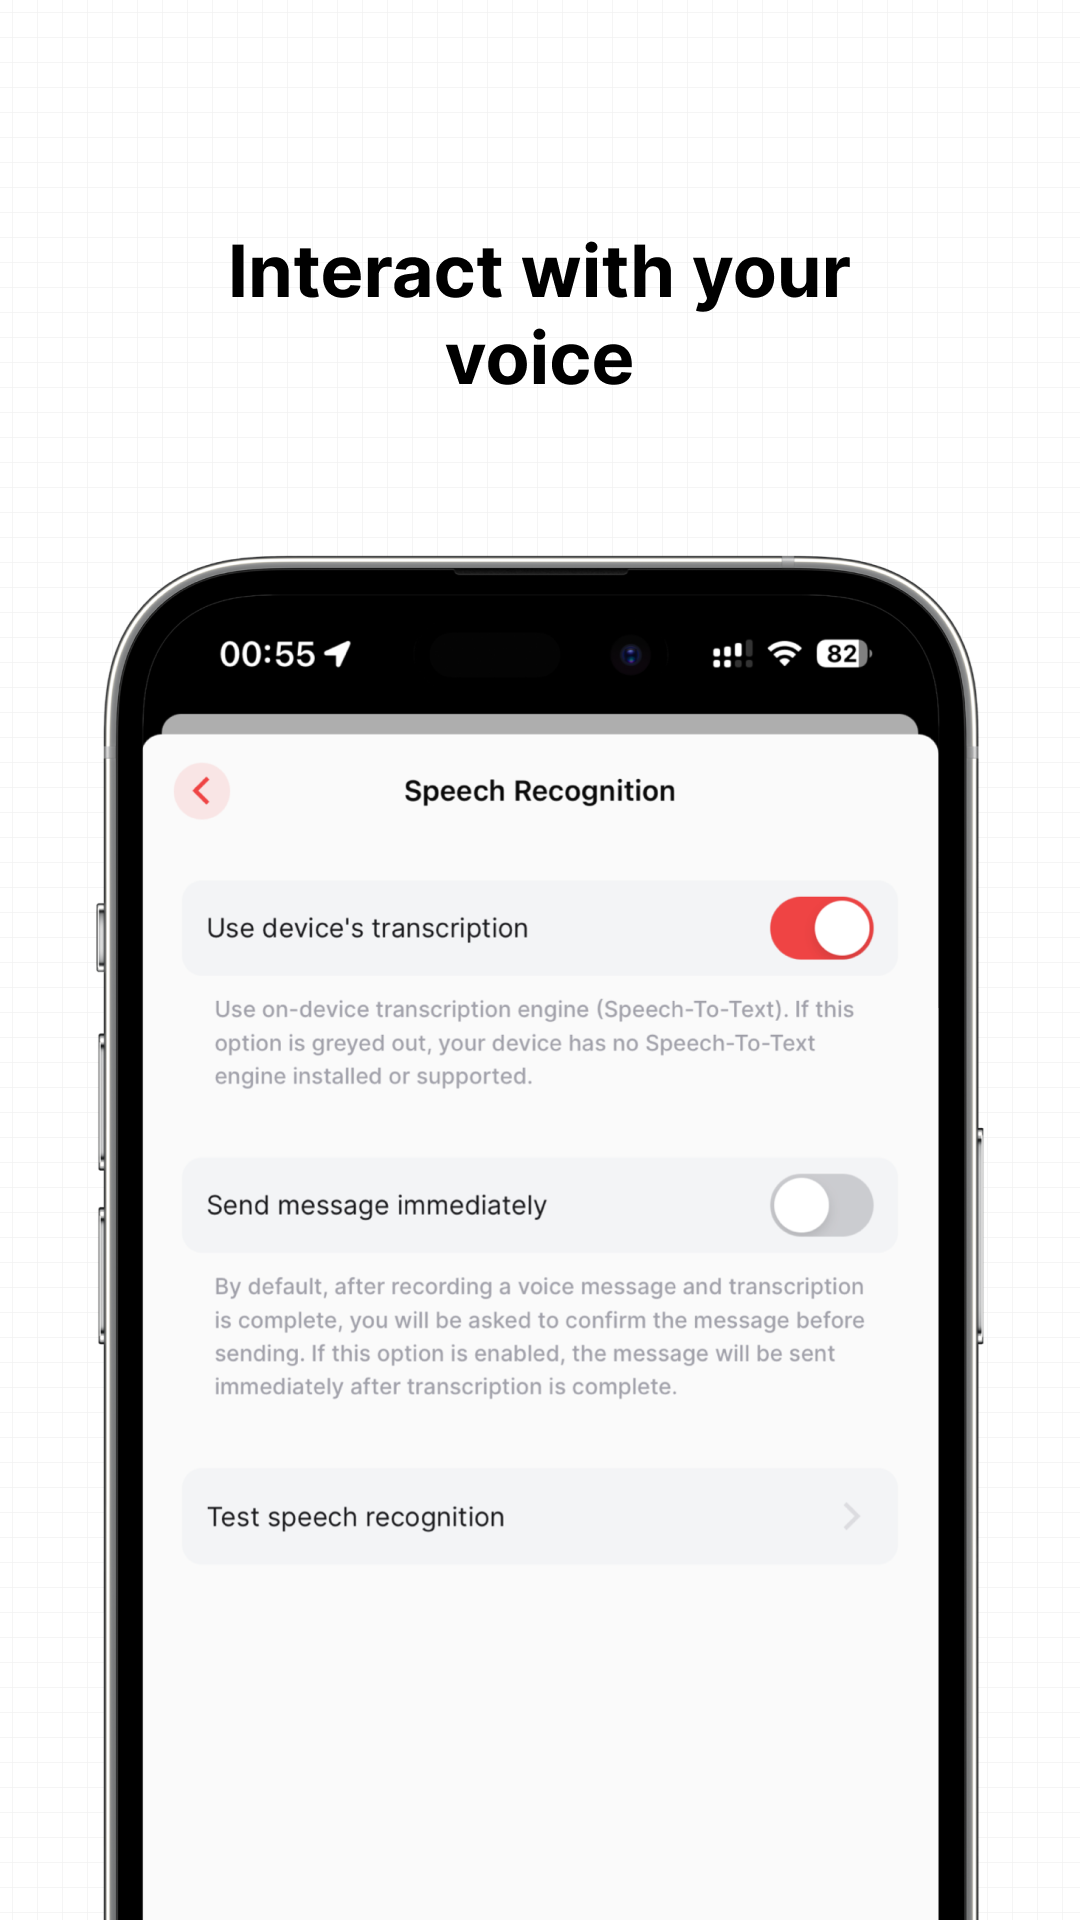 Interact with your
voice
00:55
82
Speech Recognition
Use device's transcription
Use on-device transcription engine (Speech-To-Text). If this
option is greyed out, your device has no Speech-To-Text
engine installed or supported.
Send message immediately
By default, after recording a voice message and transcription
is complete, you will be asked to confirm the message before
sending. If this option is enabled, the message will be sent
immediately after transcription is complete.
Test speech recognition